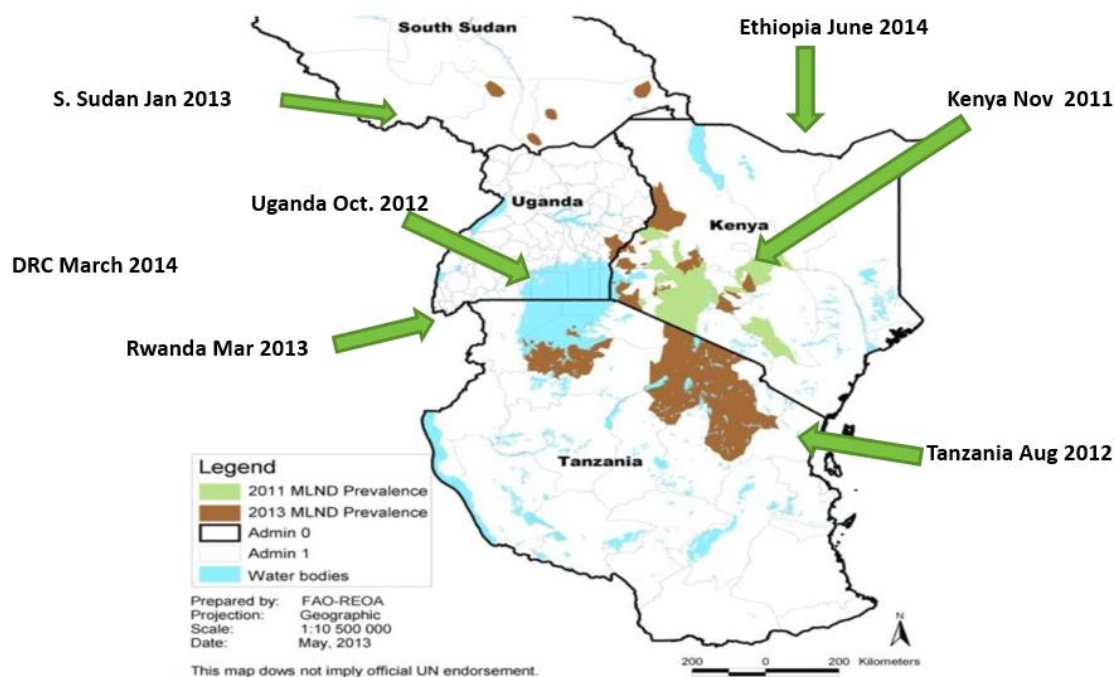 South Sudan
Ethiopia June 2014
S. Sudan Jan 2013
Kenya Nov 2011
Uganda Oct. 2012
Uganda
Kenya
DRC March 2014
Rwanda Mar 2013
Tanzania
Tanzania Aug 2012
Legend
2011 MLND Prevalence
2013 MLND Prevalence
Admin 0
Admin 1
Water bodies
Prepared by: FAO-REOA
Projection: Geographic
Scale: 1:10 500 000
Date: May, 2013
This map dows not imply official UN endorsement.
N
200 0 200 Kilometers